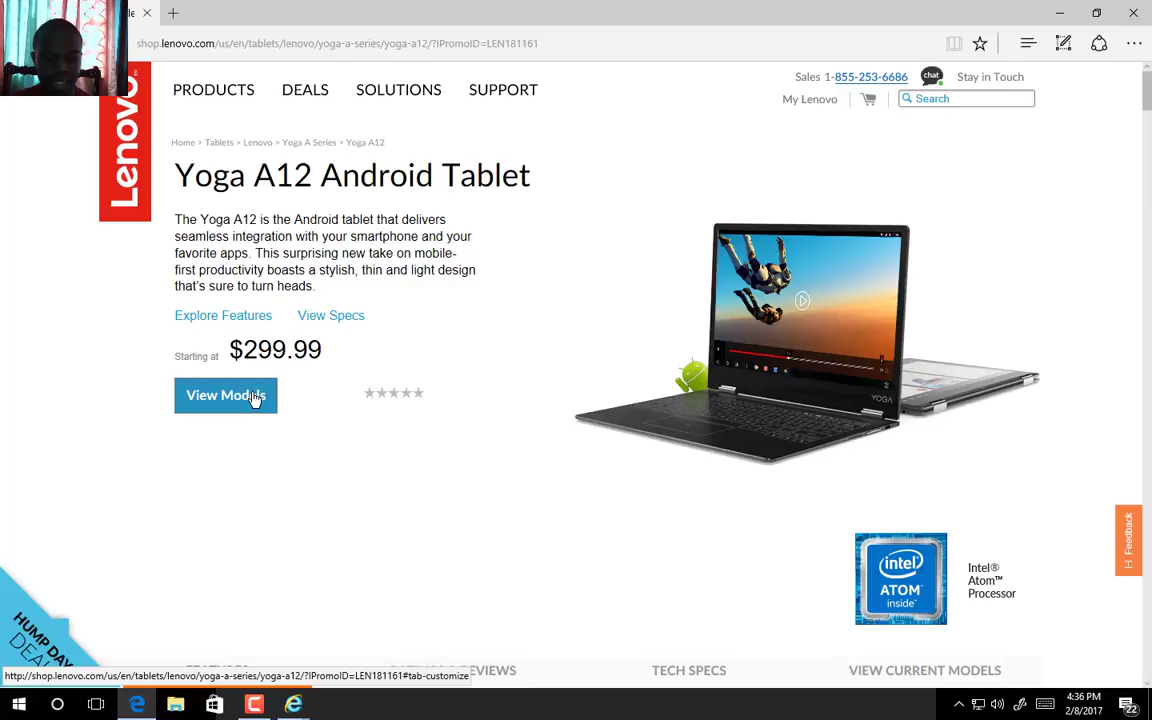 shop.lenovo.com/us/en/tablets/lenovo/yoga-a-series/yoga-a12/?IPromoID=LEN181161
Sales 1-855-253-6686 chat Stay in Touch
PRODUCTS DEALS SOLUTIONS SUPPORT
My Lenovo Search
Lenovo
Home > Tablets > Lenovo > Yoga A Series > Yoga A12
Yoga A12 Android Tablet
The Yoga A12 is the Android tablet that delivers
seamless integration with your smartphone and your
favorite apps. This surprising new take on mobile-
first productivity boasts a stylish, thin and light design
that's sure to turn heads.
Explore Features View Specs
Starting at $299.99
View Models
YOGA
Feedback
intel
ATOM
inside™
Intel®
Atom™
Processor
HUMP DAY
TECH SPECS VIEW CURRENT MODELS
http://shop.lenovo.com/us/en/tablets/lenovo/yoga-a-series/yoga-a12/?IPromoID=LEN181161#tab-customize
4:36 PM
2/8/2017
22